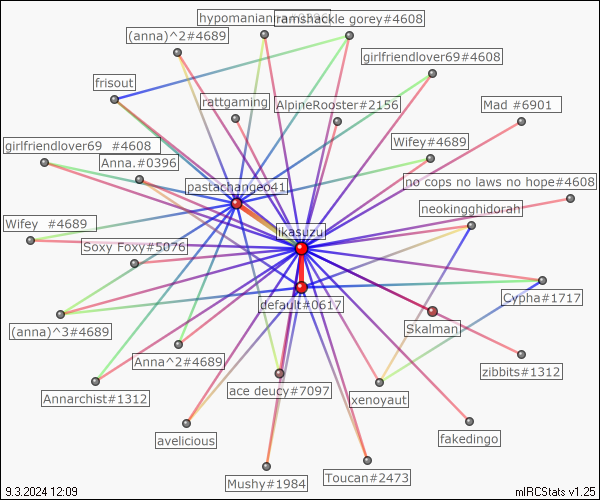 hypomaniann
ramshackle gorey#4608
(anna)^2#4689
girlfriendlover69#4608
frisout
rattgaming
AlpineRooster#2156
Mad #6901
girlfriendlover69 #4608
Anna.#0396
Wifey#4689
pastachangeo41
no cops no laws no hope#4608
neokingghidorah
Wifey #4689
ikasuzu
Soxy Foxy#5076
default#0617
Cypha#1717
(anna)^3#4689
Skalman
Anna^2#4689
zibbits#1312
ace deucy#7097
Annarchist#1312
xenoyaut
avelicious
fakedingo
Mushy#1984
Toucan#2473
9.3.2024 12:09
mIRCStats v1.25